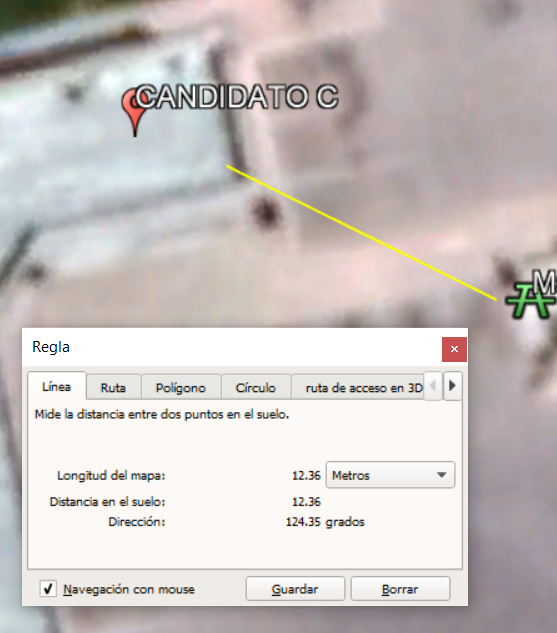 CANDIDATO C
M
Regla
Línea Ruta Polígono Círculo ruta de acceso en 3D
Mide la distancia entre dos puntos en el suelo.
Longitud del mapa: 12.36 Metros
Distancia en el suelo: 12.36
Dirección: 124.35 grados
Navegación con mouse Guardar Borrar